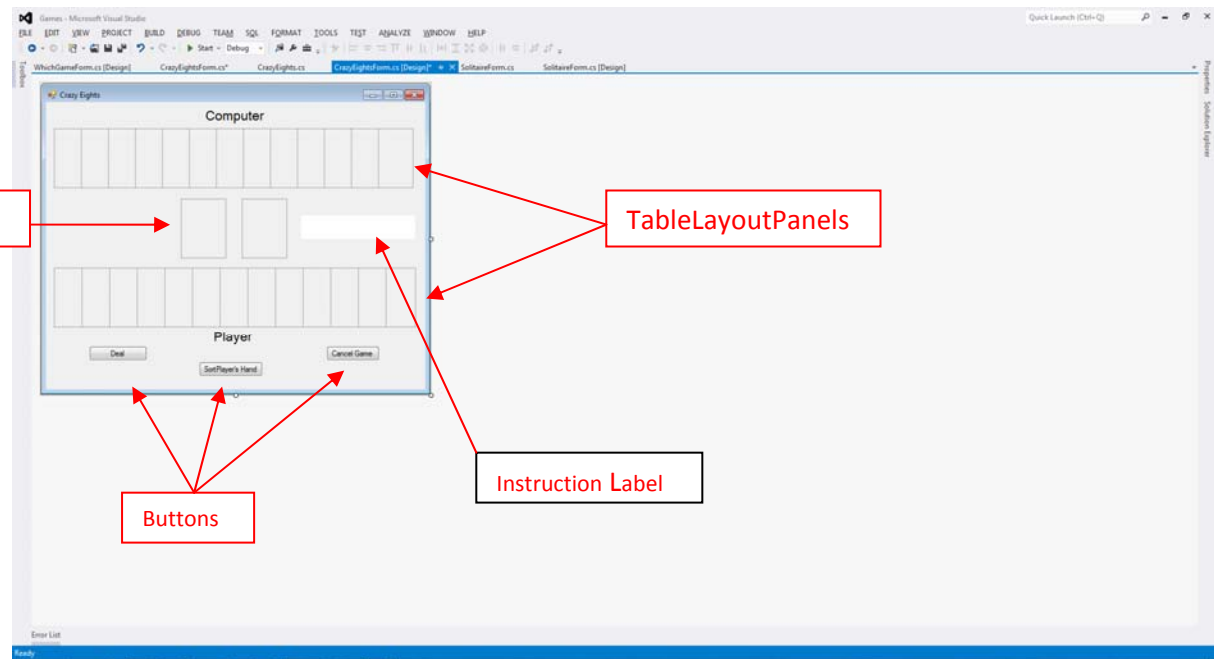 Games - Microsoft Visual Studio
Quick Launch (Ctrl+Q)
FILE EDIT VIEW PROJECT BUILD DEBUG TEAM SQL FORMAT TOOLS TEST ANALYZE WINDOW HELP
Start - Debug
Toolbox
WhichGameForm.cs [Design] CrazyEightsForm.cs* CrazyEights.cs CrazyEightsForm.cs [Design]* SolitaireForm.cs SolitaireForm.cs [Design]
Properties Solution Explorer
Crazy Eights
Computer
TableLayoutPanels
Player
Deal
Cancel Game
SortPlayer's Hand
Instruction Label
Buttons
Error List
Ready